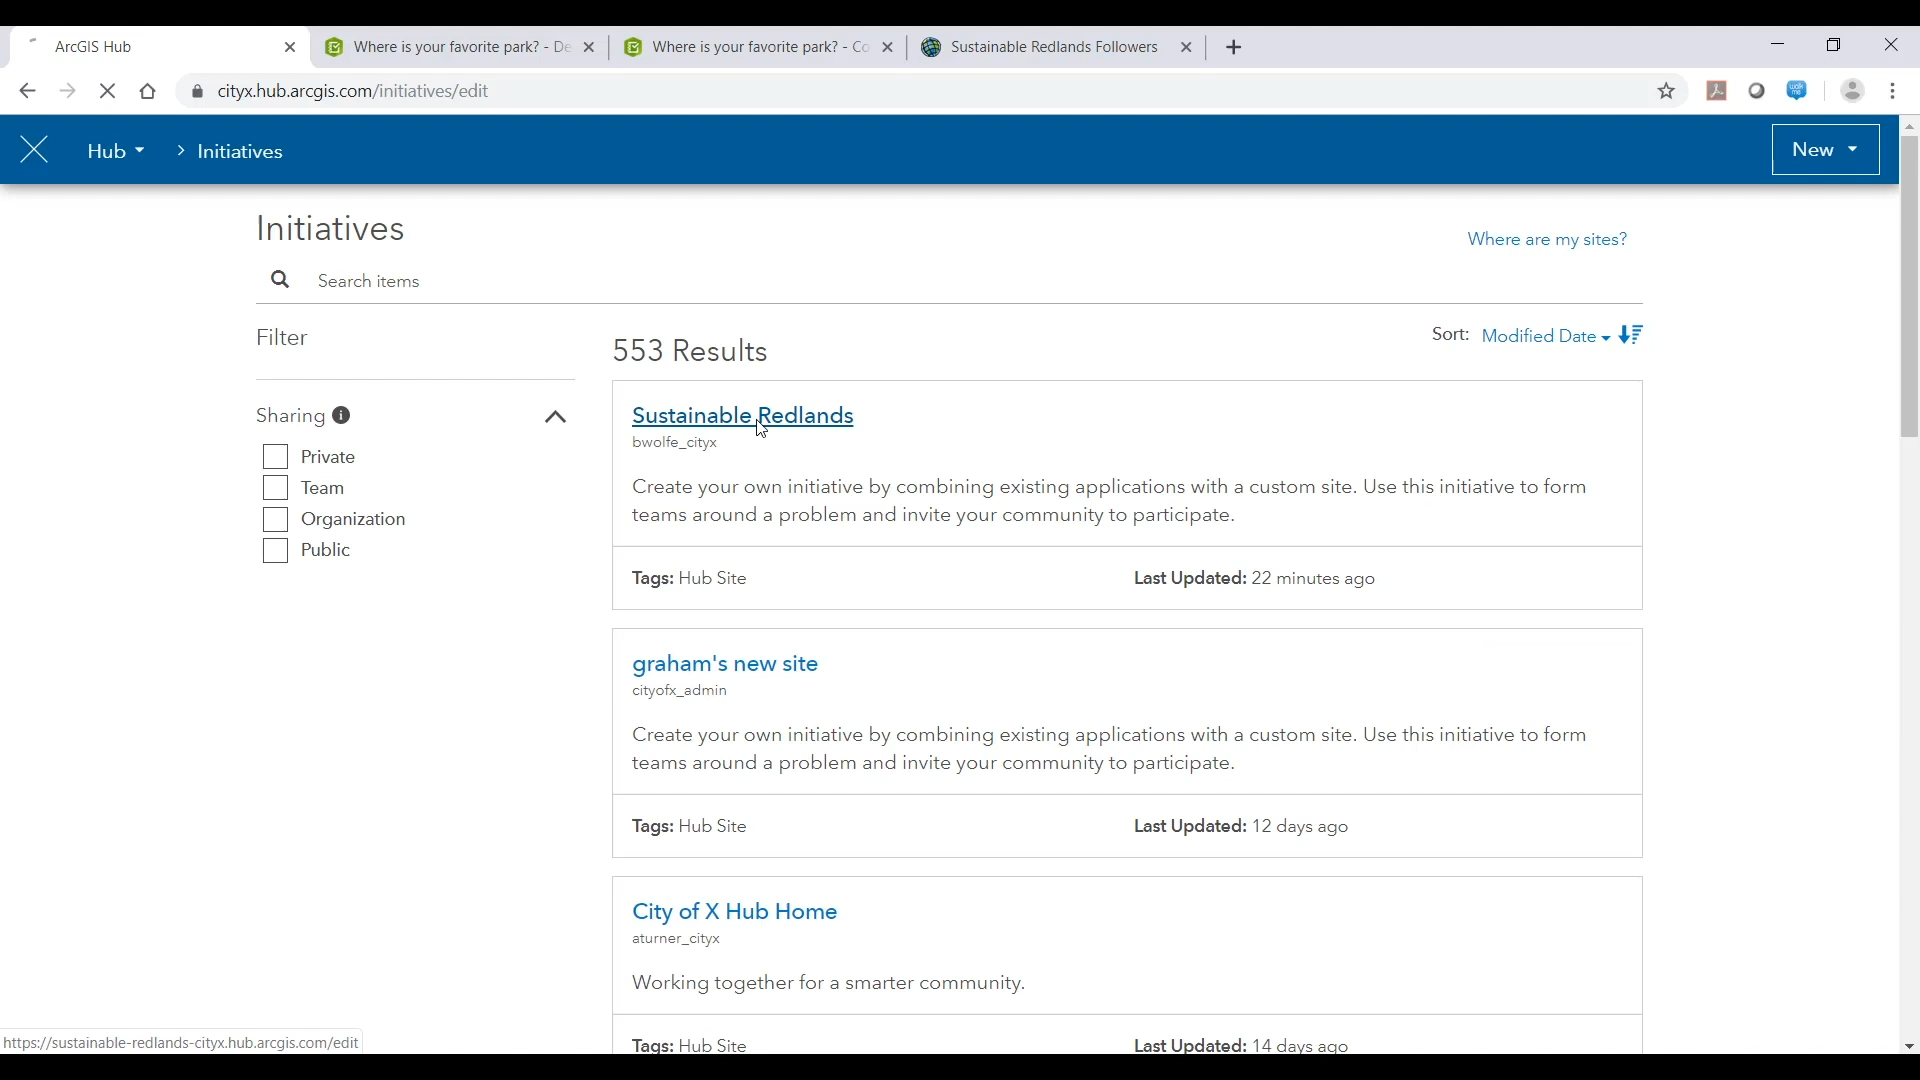 ArcGIS Hub
Where is your favorite park? - De
Where is your favorite park? - Co
Sustainable Redlands Followers
cityx.hub.arcgis.com/initiatives/edit
Hub
> Initiatives
New
Initiatives
Where are my sites?
Search items
Filter
553 Results
Sort: Modified Date
Sharing
Private
Team
Organization
Public
Sustainable Redlands
bwolfe_cityx
Create your own initiative by combining existing applications with a custom site. Use this initiative to form
teams around a problem and invite your community to participate.
Tags: Hub Site
Last Updated: 22 minutes ago
graham's new site
cityofx_admin
Create your own initiative by combining existing applications with a custom site. Use this initiative to form
teams around a problem and invite your community to participate.
Tags: Hub Site
Last Updated: 12 days ago
City of X Hub Home
aturner_cityx
Working together for a smarter community.
Tags: Hub Site
Last Updated: 14 days ago
https://sustainable-redlands-cityx.hub.arcgis.com/edit